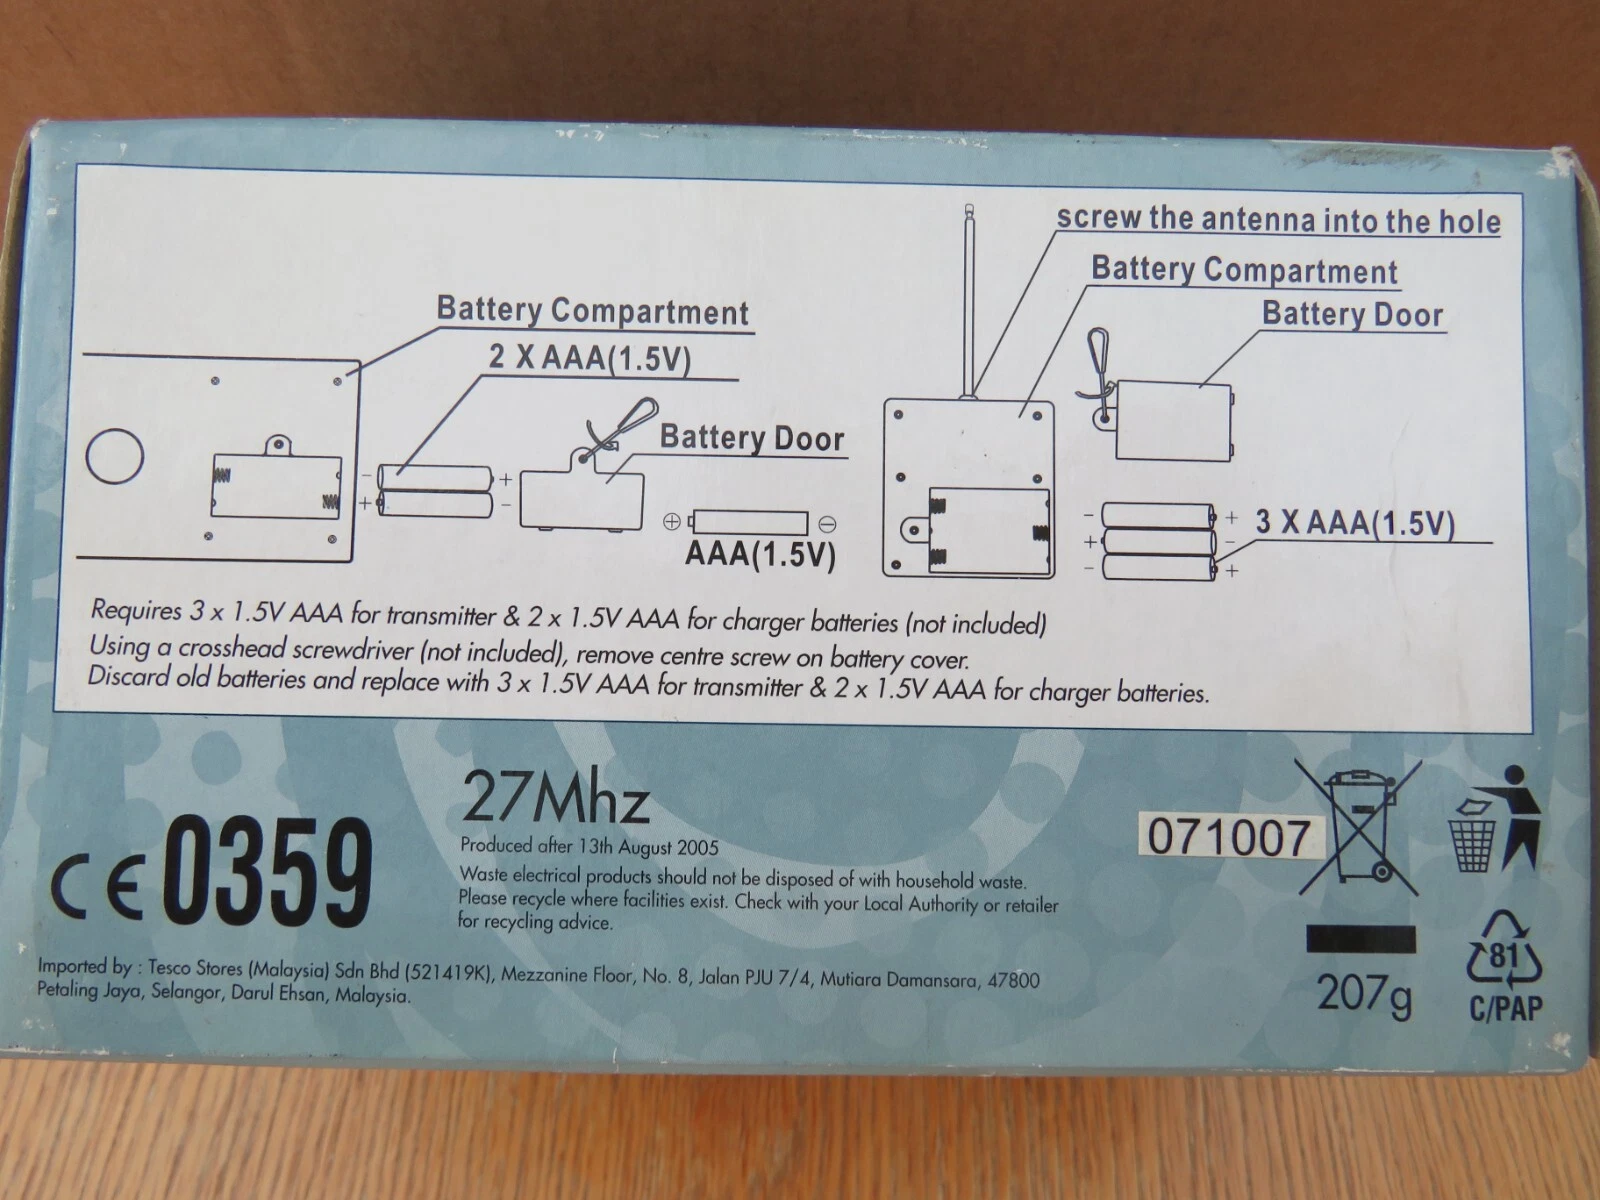 screw the antenna into the hole
Battery Compartment
Battery Door
Battery Compartment
2 X AAA(1.5V)
Battery Door
- +
+ -
⊕ ⊖
AAA(1.5V)
- +
+ -
- +
3 X AAA(1.5V)
Requires 3 x 1.5V AAA for transmitter & 2 x 1.5V AAA for charger batteries (not included)
Using a crosshead screwdriver (not included), remove centre screw on battery cover.
Discard old batteries and replace with 3 x 1.5V AAA for transmitter & 2 x 1.5V AAA for charger batteries.
CE 0359
27Mhz
Produced after 13th August 2005
Waste electrical products should not be disposed of with household waste.
Please recycle where facilities exist. Check with your Local Authority or retailer
for recycling advice.
071007
207g
81
C/PAP
Imported by : Tesco Stores (Malaysia) Sdn Bhd (521419K), Mezzanine Floor, No. 8, Jalan PJU 7/4, Mutiara Damansara, 47800
Petaling Jaya, Selangor, Darul Ehsan, Malaysia.